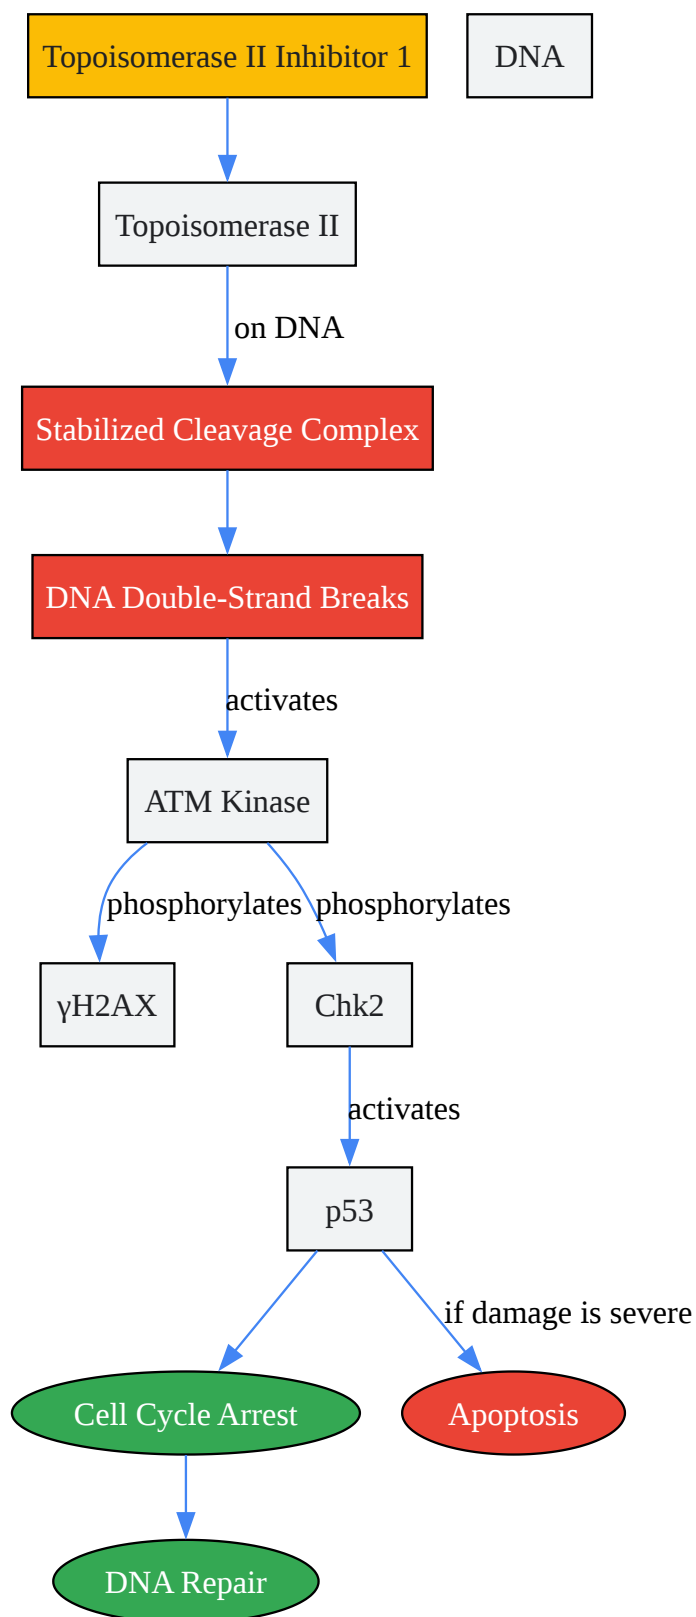 Topoisomerase II Inhibitor 1
DNA
Topoisomerase II
on DNA
Stabilized Cleavage Complex
DNA Double-Strand Breaks
activates
ATM Kinase
phosphorylates
phosphorylates
γH2AX
Chk2
activates
p53
if damage is severe
Cell Cycle Arrest
Apoptosis
DNA Repair